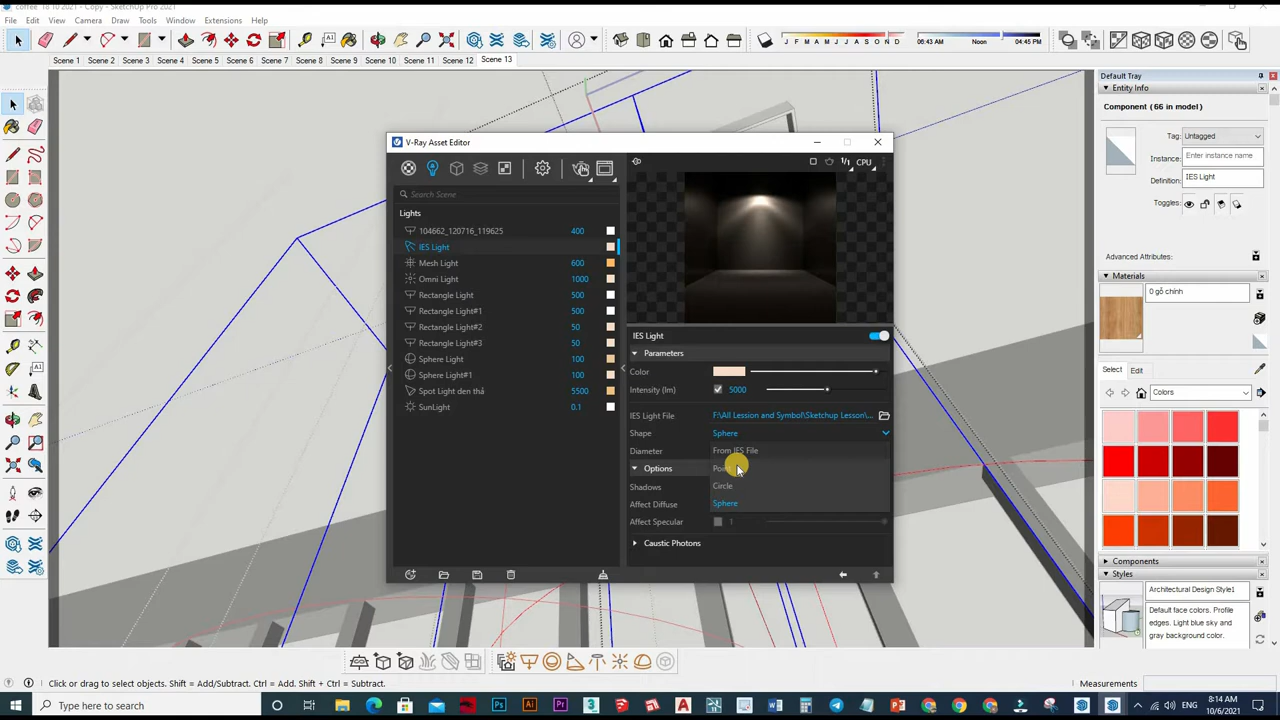 coffee 18 10 2021 - Copy - SketchUp Pro 2021
File Edit View Camera Draw Tools Window Extensions Help
J F M A M J J A S O N D
06:43 AM Noon 04:45 PM
Scene 1 Scene 2 Scene 3 Scene 4 Scene 5 Scene 6 Scene 7 Scene 8 Scene 9 Scene 10 Scene 11 Scene 12 Scene 13
V-Ray Asset Editor
1/1 CPU
Search Scene
Lights
104662_120716_119625 400
IES Light
Mesh Light 600
Omni Light 1000
Rectangle Light 500
Rectangle Light#1 500
Rectangle Light#2 50
Rectangle Light#3 50
Sphere Light 100
Sphere Light#1 100
Spot Light den thả 5500
SunLight 0.1
IES Light
Parameters
Color
Intensity (lm) 5000
IES Light File F:\All Lession and Symbol\Sketchup Lesson\...
Shape Sphere
Diameter From IES File
Options
Circle
Shadows
Sphere
Affect Diffuse
Affect Specular 1
Caustic Photons
Default Tray
Entity Info
Component (66 in model)
Tag: Untagged
Instance: Enter instance name
Definition: IES Light
Toggles:
Advanced Attributes:
Materials
0 gỗ chính
Select Edit
Colors
Components
Styles
Architectural Design Style1
Default face colors. Profile
edges. Light blue sky and
gray background color.
Click or drag to select objects. Shift = Add/Subtract. Ctrl = Add. Shift + Ctrl = Subtract.
Measurements
Type here to search
8:14 AM
10/6/2021